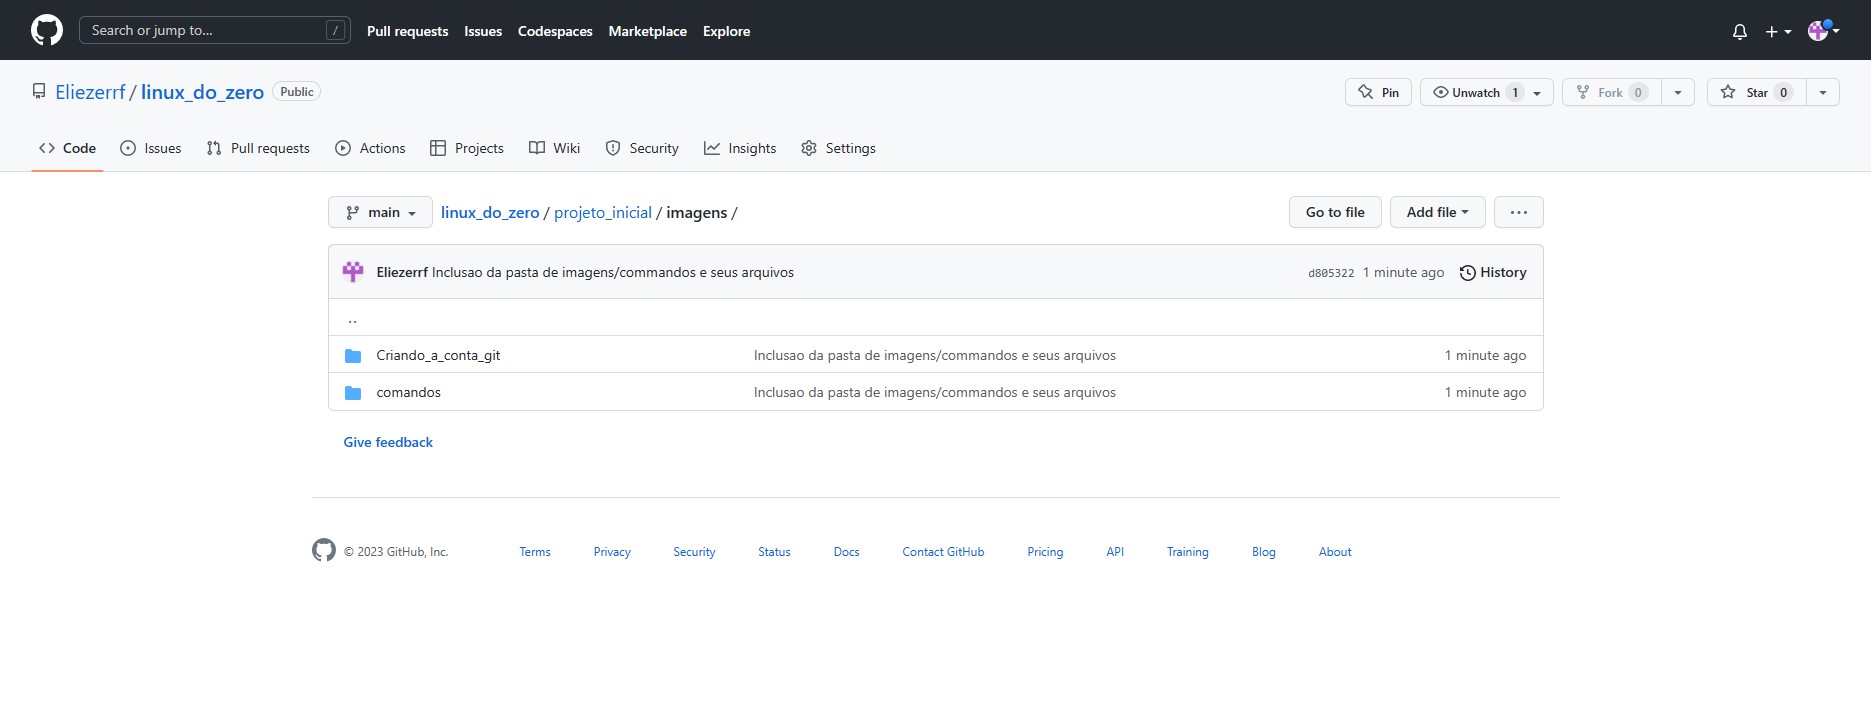 Search or jump to... / Pull requests Issues Codespaces Marketplace Explore
Eliezerrf / linux_do_zero Public Pin Unwatch 1 Fork 0 Star 0
Code Issues Pull requests Actions Projects Wiki Security Insights Settings
main linux_do_zero / projeto_inicial / imagens / Go to file Add file ...
Eliezerrf Inclusao da pasta de imagens/commandos e seus arquivos d805322 1 minute ago History
..
Criando_a_conta_git Inclusao da pasta de imagens/commandos e seus arquivos 1 minute ago
comandos Inclusao da pasta de imagens/commandos e seus arquivos 1 minute ago
Give feedback
© 2023 GitHub, Inc. Terms Privacy Security Status Docs Contact GitHub Pricing API Training Blog About